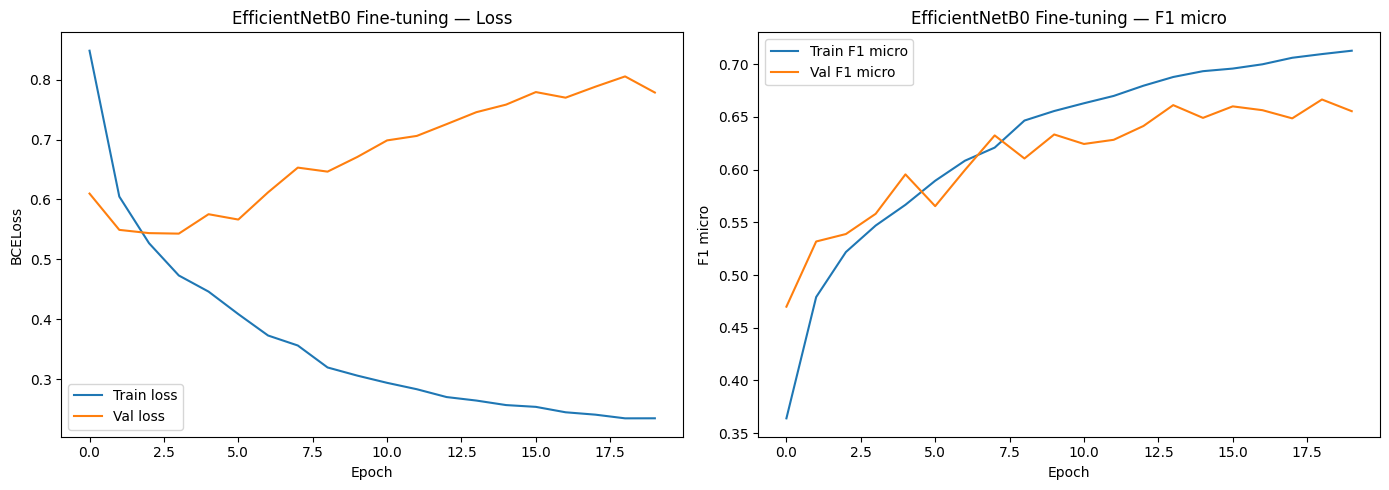 EfficientNetB0 Fine-tuning — Loss
0.8
0.7
0.6
0.5
0.4
0.3
BCELoss
Train loss
Val loss
0.0 2.5 5.0 7.5 10.0 12.5 15.0 17.5
Epoch
EfficientNetB0 Fine-tuning — F1 micro
Train F1 micro
Val F1 micro
0.70
0.65
0.60
0.55
0.50
0.45
0.40
0.35
F1 micro
0.0 2.5 5.0 7.5 10.0 12.5 15.0 17.5
Epoch